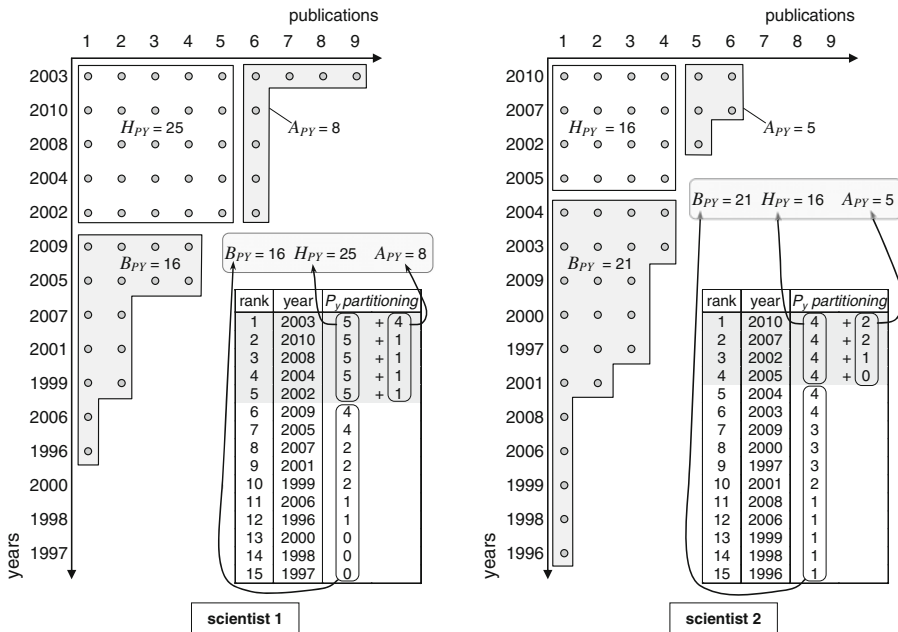 publications
1 2 3 4 5 6 7 8 9
2003
2010
2008
2004
2002
2009
2005
2007
2001
1999
2006
1996
2000
1998
1997
years
H_PY = 25
A_PY = 8
B_PY = 16
B_PY = 16 H_PY = 25 A_PY = 8
rank year P_y partitioning
1 2003 5 + 4
2 2010 5 + 1
3 2008 5 + 1
4 2004 5 + 1
5 2002 5 + 1
6 2009 4
7 2005 4
8 2007 2
9 2001 2
10 1999 2
11 2006 1
12 1996 1
13 2000 0
14 1998 0
15 1997 0
scientist 1
publications
1 2 3 4 5 6 7 8 9
2010
2007
2002
2005
2004
2003
2009
2000
1997
2001
2008
2006
1999
1998
1996
years
H_PY = 16
A_PY = 5
B_PY = 21
B_PY = 21 H_PY = 16 A_PY = 5
rank year P_y partitioning
1 2010 4 + 2
2 2007 4 + 2
3 2002 4 + 1
4 2005 4 + 0
5 2004 4
6 2003 4
7 2009 3
8 2000 3
9 1997 3
10 2001 2
11 2008 1
12 2006 1
13 1999 1
14 1998 1
15 1996 1
scientist 2